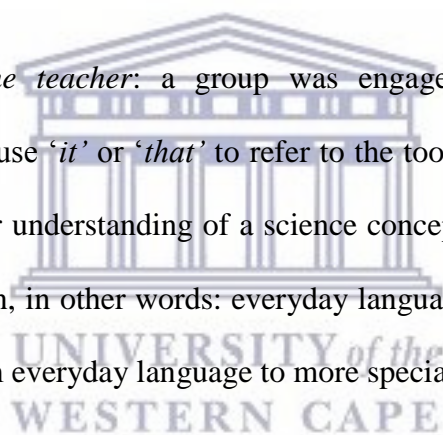 ne teacher: a group was engage
use ‘it’ or ‘that’ to refer to the too
r understanding of a science concep
n, in other words: everyday langua
UNIVERSITY of the
n everyday language to more specia
WESTERN CAPE